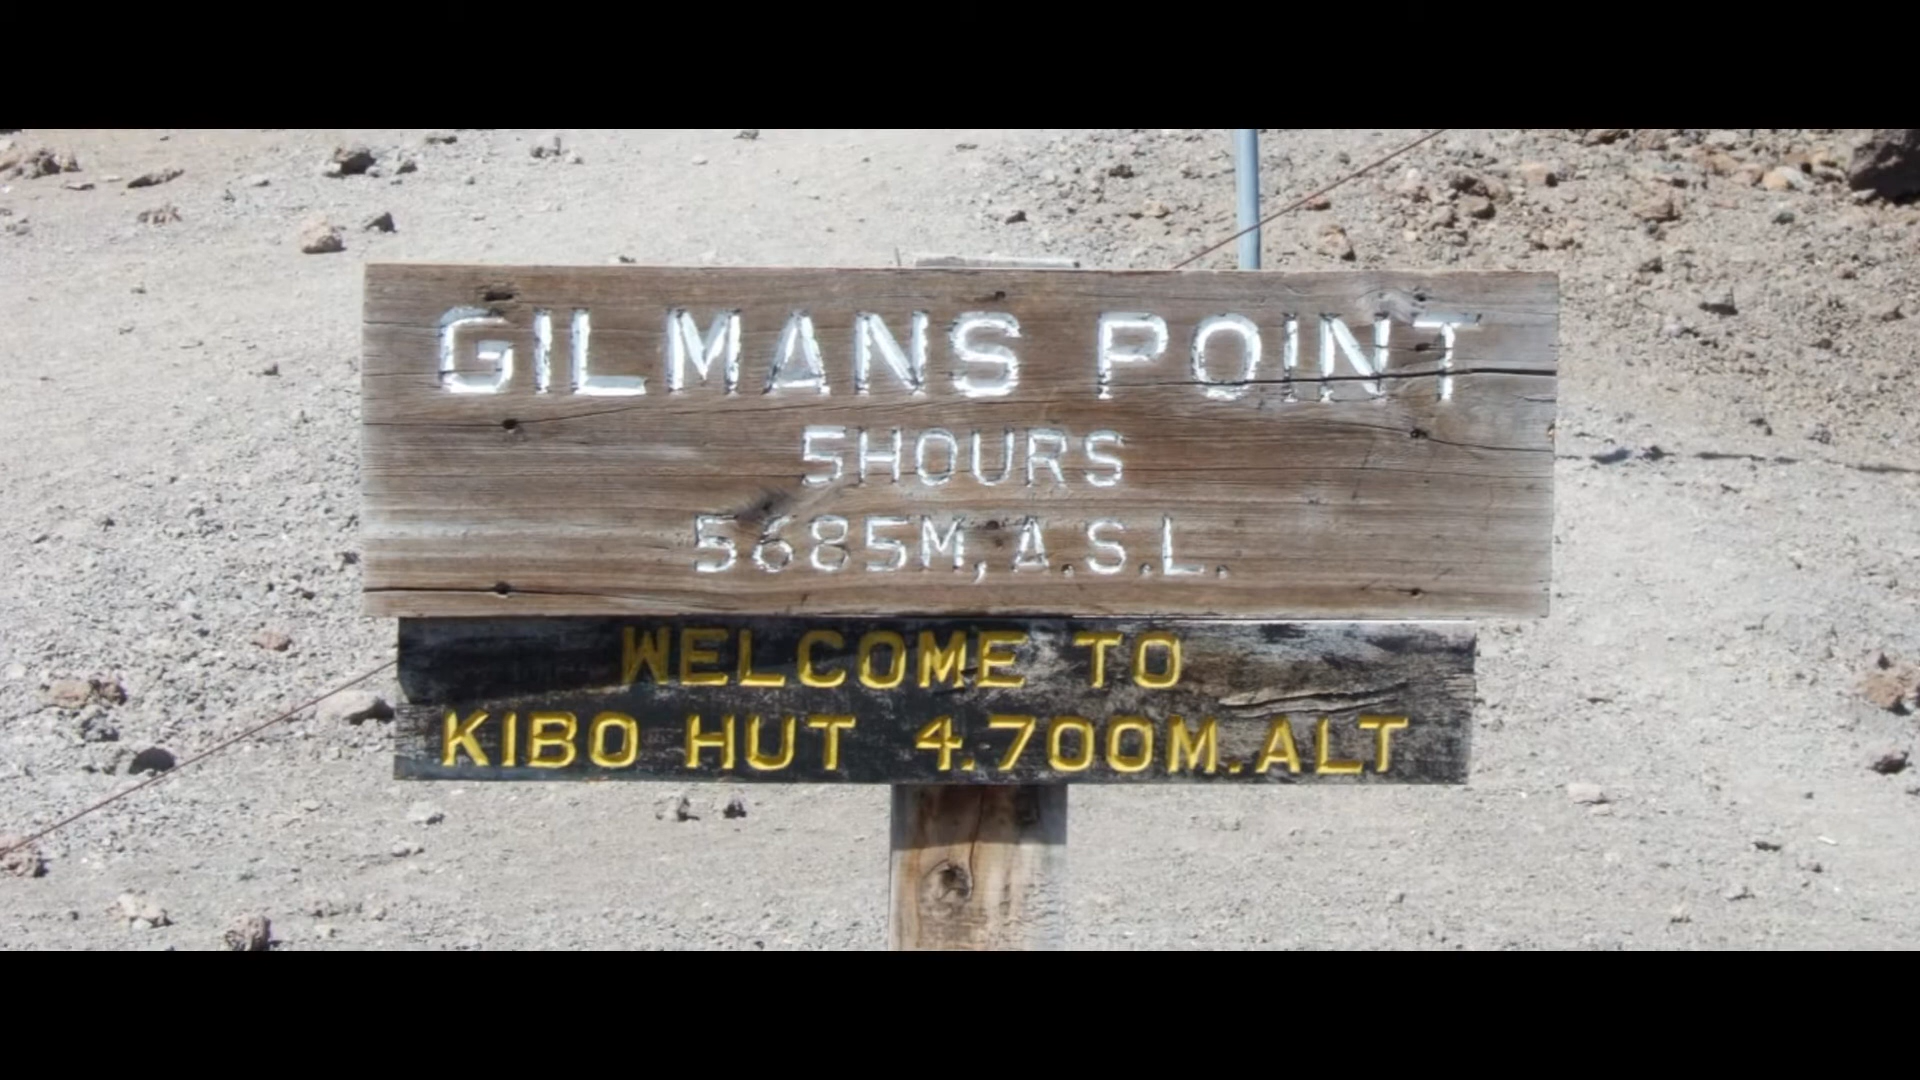 GILMANS POINT
5HOURS
5685M, A.S.L.
WELCOME TO
KIBO HUT 4.700M.ALT